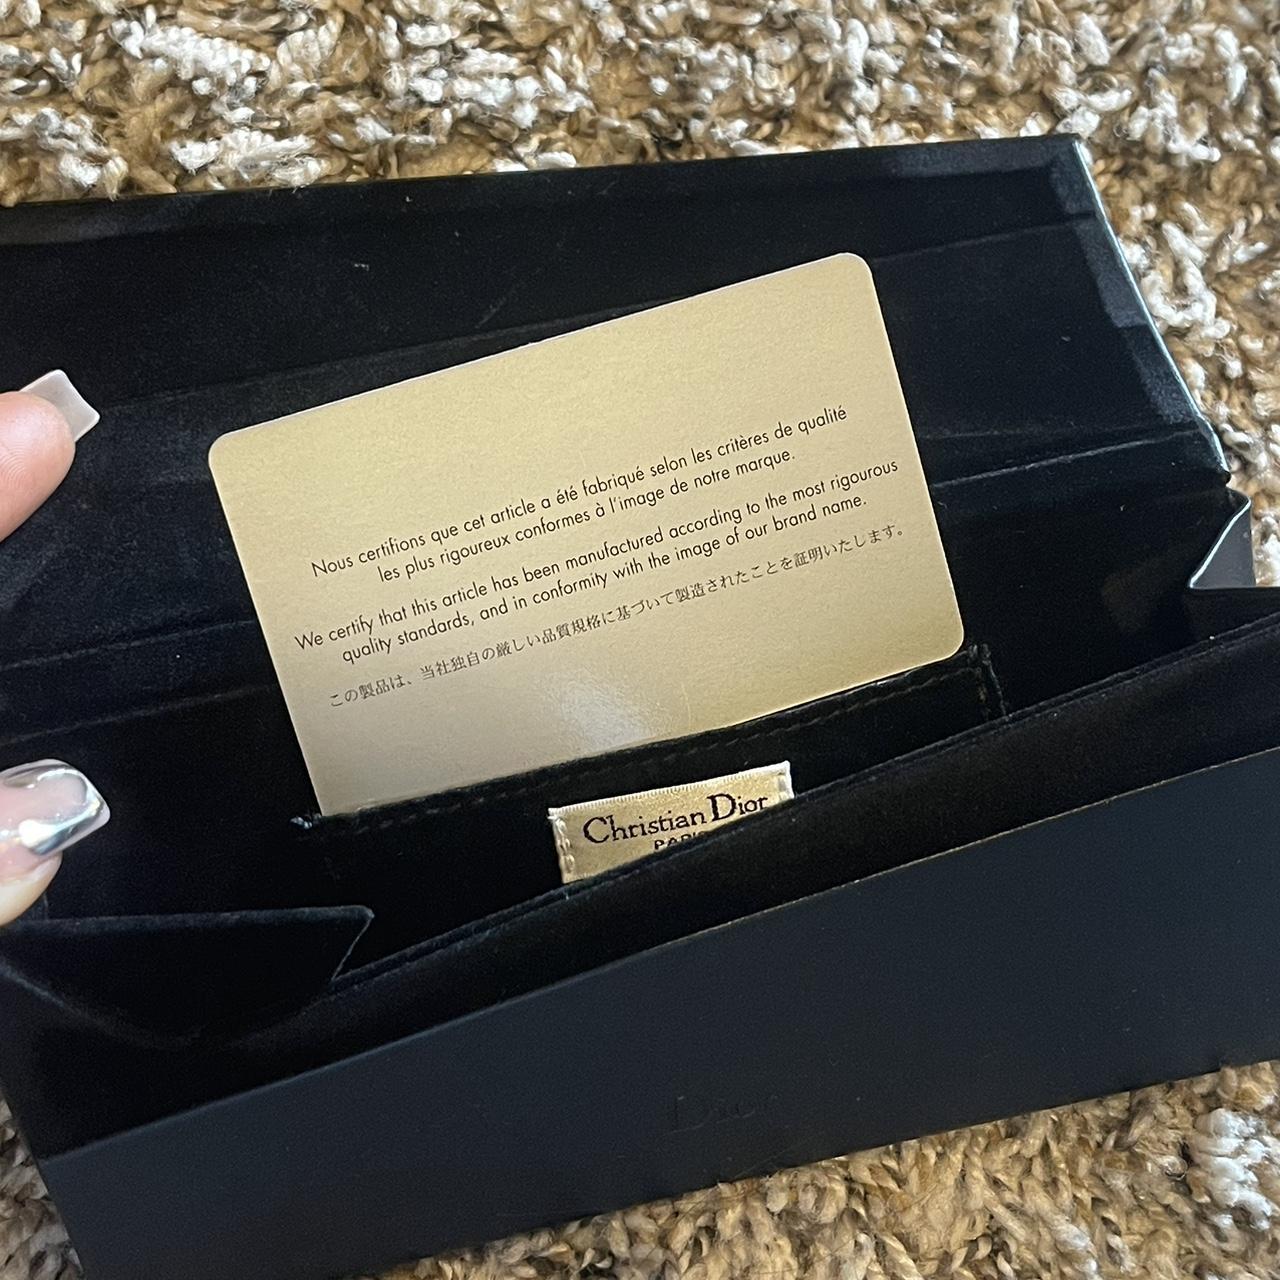 Nous certifions que cet article a été fabriqué selon les critères de qualité
les plus rigoureux conformes à l'image de notre marque.
We certify that this article has been manufactured according to the most rigourous
quality standards, and in conformity with the image of our brand name.
この製品は、当社独自の厳しい品質規格に基づいて製造されたことを証明いたします。
Christian Dior
Dior